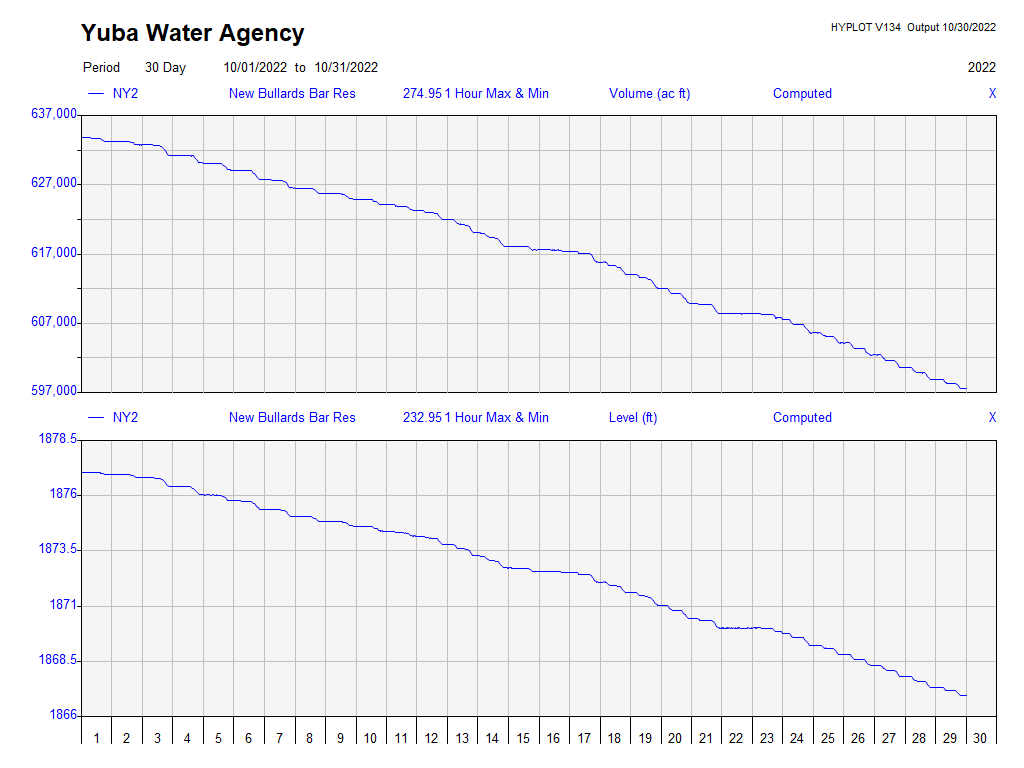 Yuba Water Agency
HYPLOT V134 Output 10/30/2022
Period 30 Day 10/01/2022 to 10/31/2022 2022
NY2 New Bullards Bar Res 274.95 1 Hour Max & Min Volume (ac ft) Computed X
637,000
627,000
617,000
607,000
597,000
NY2 New Bullards Bar Res 232.95 1 Hour Max & Min Level (ft) Computed X
1878.5
1876
1873.5
1871
1868.5
1866
1 2 3 4 5 6 7 8 9 10 11 12 13 14 15 16 17 18 19 20 21 22 23 24 25 26 27 28 29 30